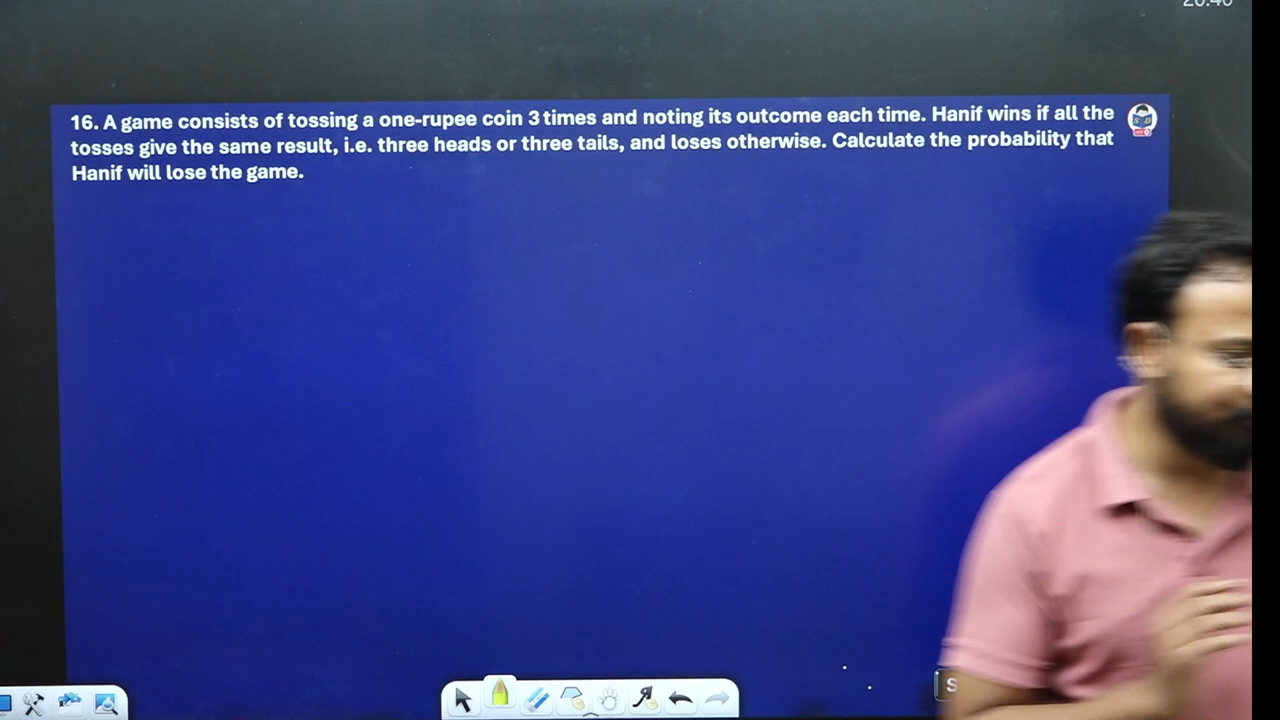 16. A game consists of tossing a one-rupee coin 3 times and noting its outcome each time. Hanif wins if all the
tosses give the same result, i.e. three heads or three tails, and loses otherwise. Calculate the probability that
Hanif will lose the game.
S